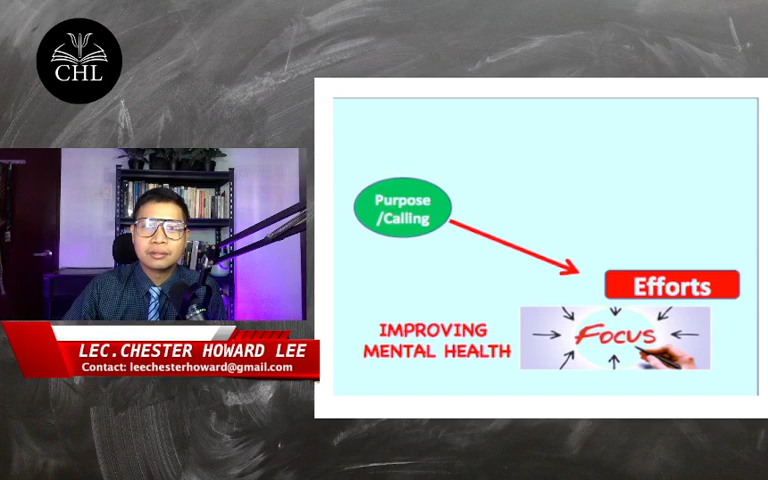 CHL
LEC.CHESTER HOWARD LEE
Contact: leechesterhoward@gmail.com
Purpose
/Calling
Efforts
IMPROVING
MENTAL HEALTH
FOCUS